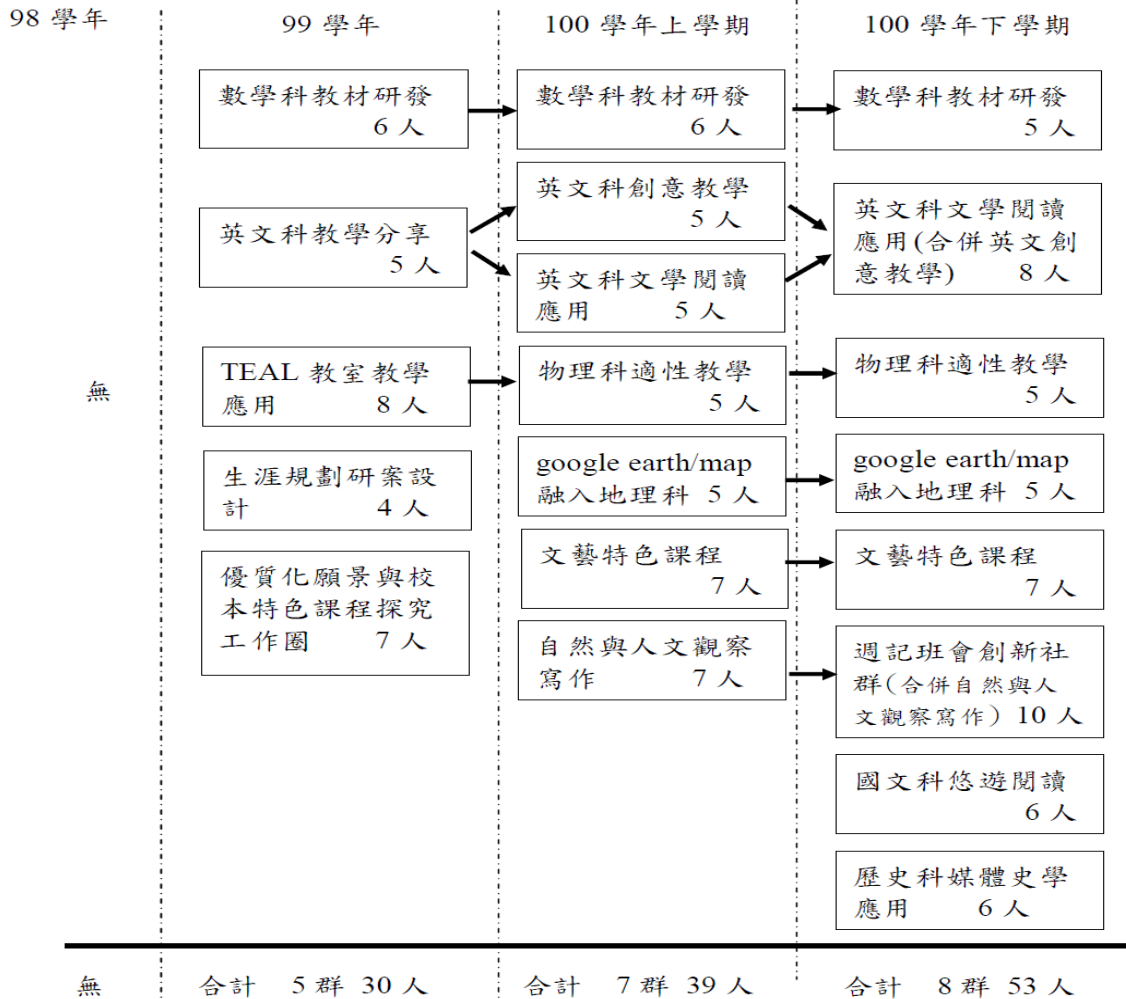 98 學年
無
無
99 學年
數學科教材研發
6 人
英文科教學分享
5 人
TEAL 教室教學
應用 8 人
生涯規劃研案設
計 4 人
優質化願景與校
本特色課程探究
工作圈 7 人
合計 5 群 30 人
100 學年上學期
數學科教材研發
6 人
英文科創意教學
5 人
英文科文學閱讀
應用 5 人
物理科適性教學
5 人
google earth/map
融入地理科 5 人
文藝特色課程
7 人
自然與人文觀察
寫作 7 人
合計 7 群 39 人
100 學年下學期
數學科教材研發
5 人
英文科文學閱讀
應用(合併英文創
意教學) 8 人
物理科適性教學
5 人
google earth/map
融入地理科 5 人
文藝特色課程
7 人
週記班會創新社
群(合併自然與人
文觀察寫作) 10 人
國文科悠遊閱讀
6 人
歷史科媒體史學
應用 6 人
合計 8 群 53 人